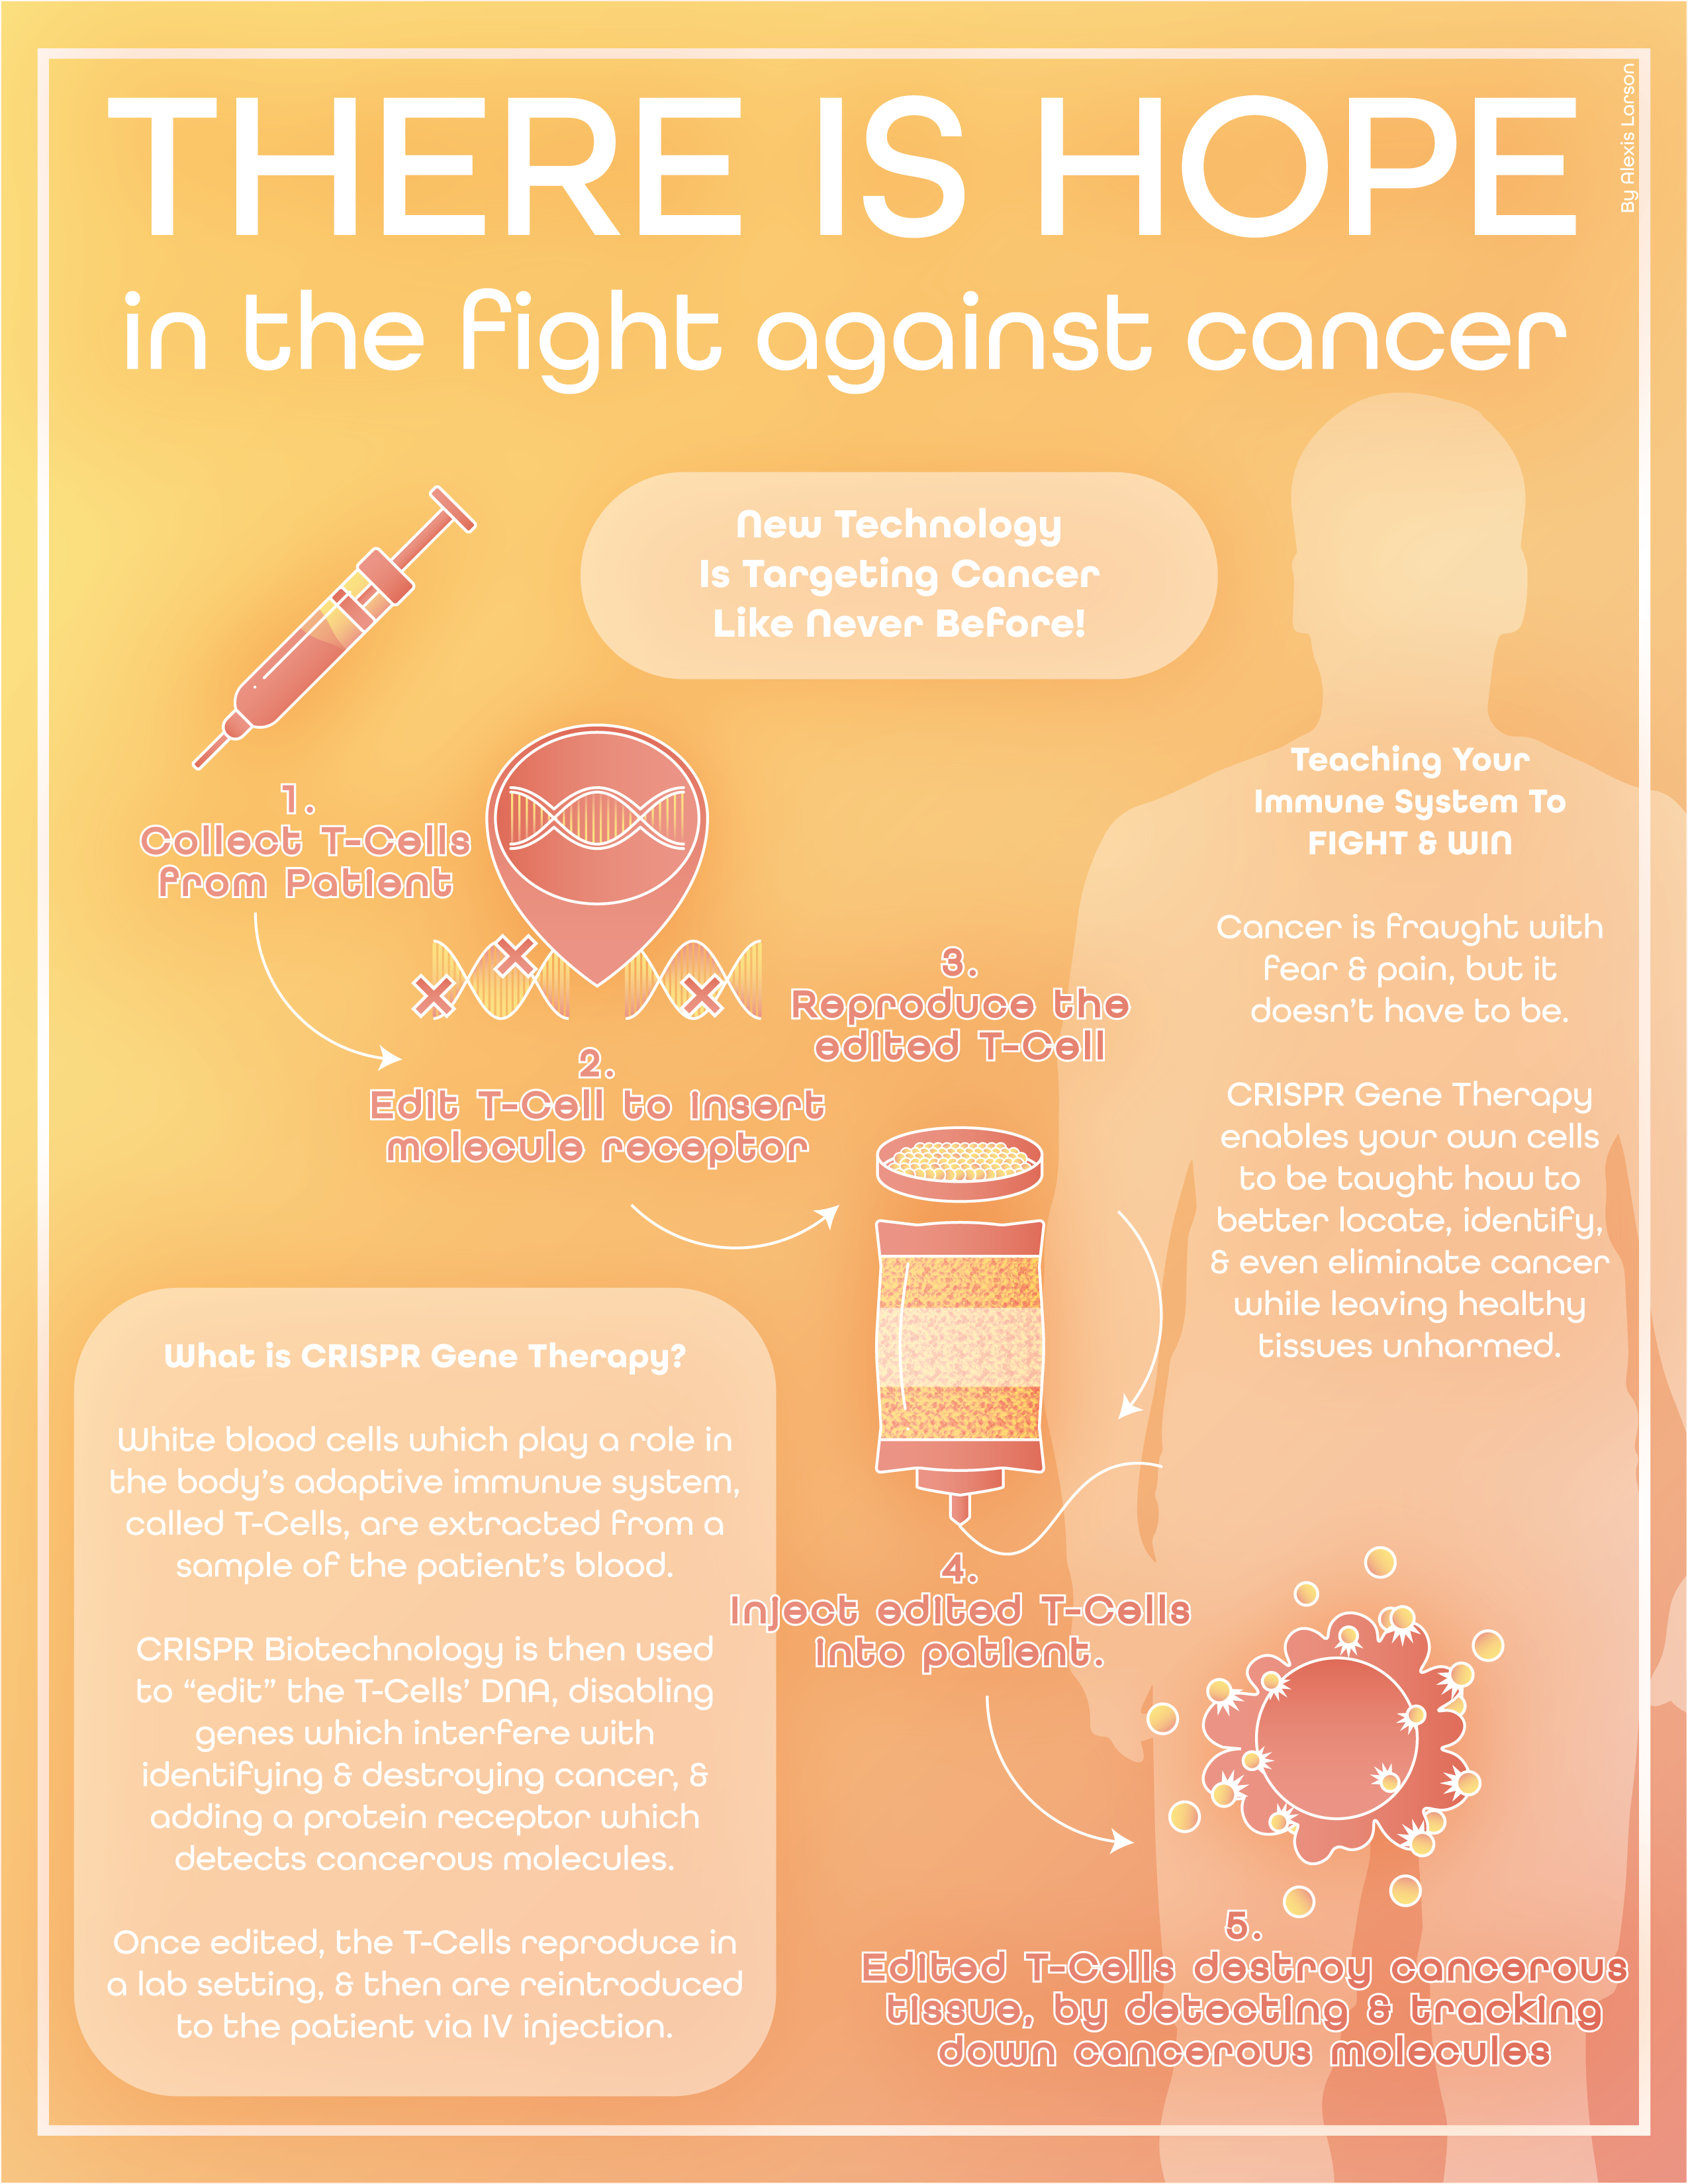 THERE IS HOPE
By Alexis Larson
in the fight against cancer
New Technology
Is Targeting Cancer
Like Never Before!
1.
Collect T-Cells
from Patient
2.
Edit T-Cell to insert
molecule receptor
3.
Reproduce the
edited T-Cell
Teaching Your
Immune System To
FIGHT & WIN
Cancer is fraught with
fear & pain, but it
doesn't have to be.
CRISPR Gene Therapy
enables your own cells
to be taught how to
better locate, identify,
& even eliminate cancer
while leaving healthy
tissues unharmed.
What is CRISPR Gene Therapy?
White blood cells which play a role in
the body's adaptive immunue system,
called T-Cells, are extracted from a
sample of the patient's blood.
CRISPR Biotechnology is then used
to "edit" the T-Cells' DNA, disabling
genes which interfere with
identifying & destroying cancer, &
adding a protein receptor which
detects cancerous molecules.
Once edited, the T-Cells reproduce in
a lab setting, & then are reintroduced
to the patient via IV injection.
4.
Inject edited T-Cells
into patient.
5.
Edited T-Cells destroy cancerous
tissue, by detecting & tracking
down cancerous molecules